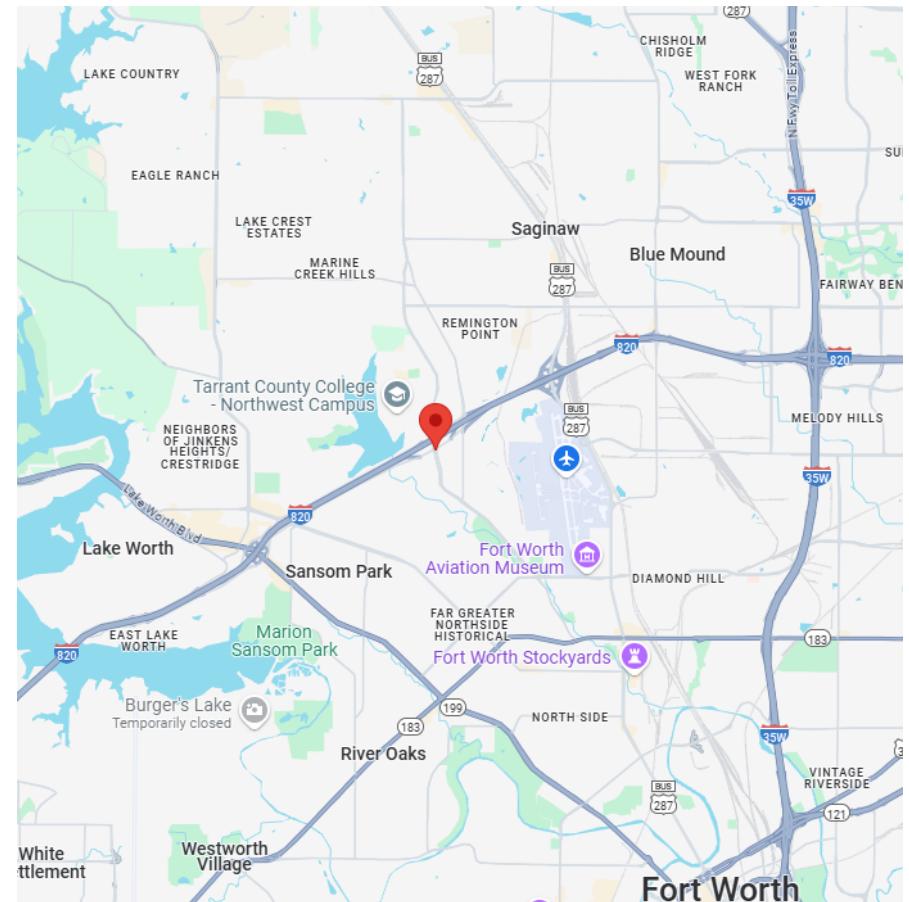 287
CHISHOLM
RIDGE
LAKE COUNTRY
BUS
287
WEST FORK
RANCH
N Fwy Toll Express
EAGLE RANCH
35W
LAKE CREST
ESTATES
Saginaw
Blue Mound
MARINE
CREEK HILLS
BUS
287
FAIRWAY BEN
REMINGTON
POINT
820
820
Tarrant County College
- Northwest Campus
BUS
287
MELODY HILLS
NEIGHBORS
OF JINKENS
HEIGHTS/
CRESTRIDGE
35W
Lake Worth Blvd
820
Lake Worth
Fort Worth
Aviation Museum
Sansom Park
DIAMOND HILL
FAR GREATER
NORTHSIDE
HISTORICAL
EAST LAKE
WORTH
Marion
Sansom Park
183
820
Fort Worth Stockyards
Burger's Lake
Temporarily closed
199
NORTH SIDE
183
35W
River Oaks
VINTAGE
RIVERSIDE
BUS
287
121
White
ttlement
Westworth
Village
Fort Worth